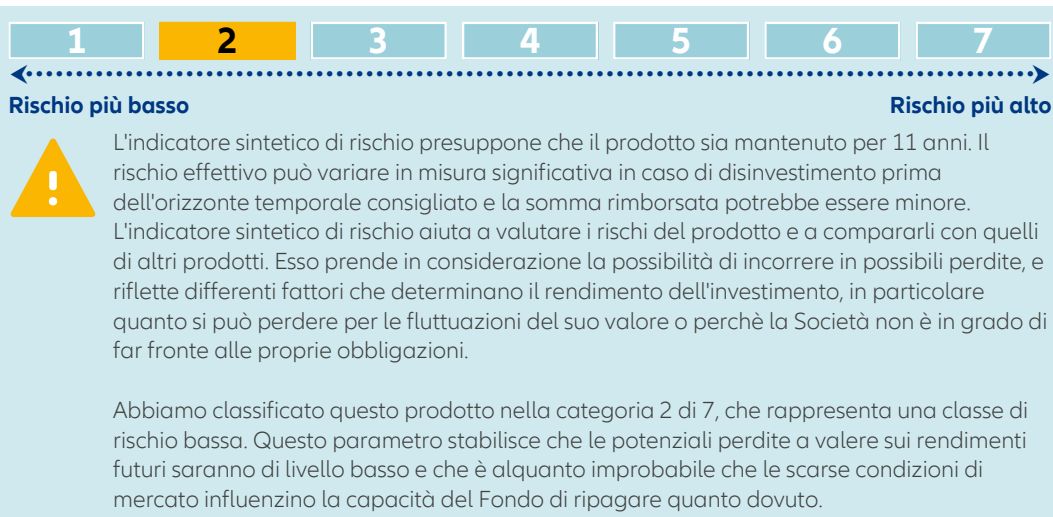 1 2 3 4 5 6 7
Rischio più basso Rischio più alto
L'indicatore sintetico di rischio presuppone che il prodotto sia mantenuto per 11 anni. Il
rischio effettivo può variare in misura significativa in caso di disinvestimento prima
dell'orizzonte temporale consigliato e la somma rimborsata potrebbe essere minore.
L'indicatore sintetico di rischio aiuta a valutare i rischi del prodotto e a compararli con quelli
di altri prodotti. Esso prende in considerazione la possibilità di incorrere in possibili perdite, e
riflette differenti fattori che determinano il rendimento dell'investimento, in particolare
quanto si può perdere per le fluttuazioni del suo valore o perchè la Società non è in grado di
far fronte alle proprie obbligazioni.
Abbiamo classificato questo prodotto nella categoria 2 di 7, che rappresenta una classe di
rischio bassa. Questo parametro stabilisce che le potenziali perdite a valere sui rendimenti
futuri saranno di livello basso e che è alquanto improbabile che le scarse condizioni di
mercato influenzino la capacità del Fondo di ripagare quanto dovuto.